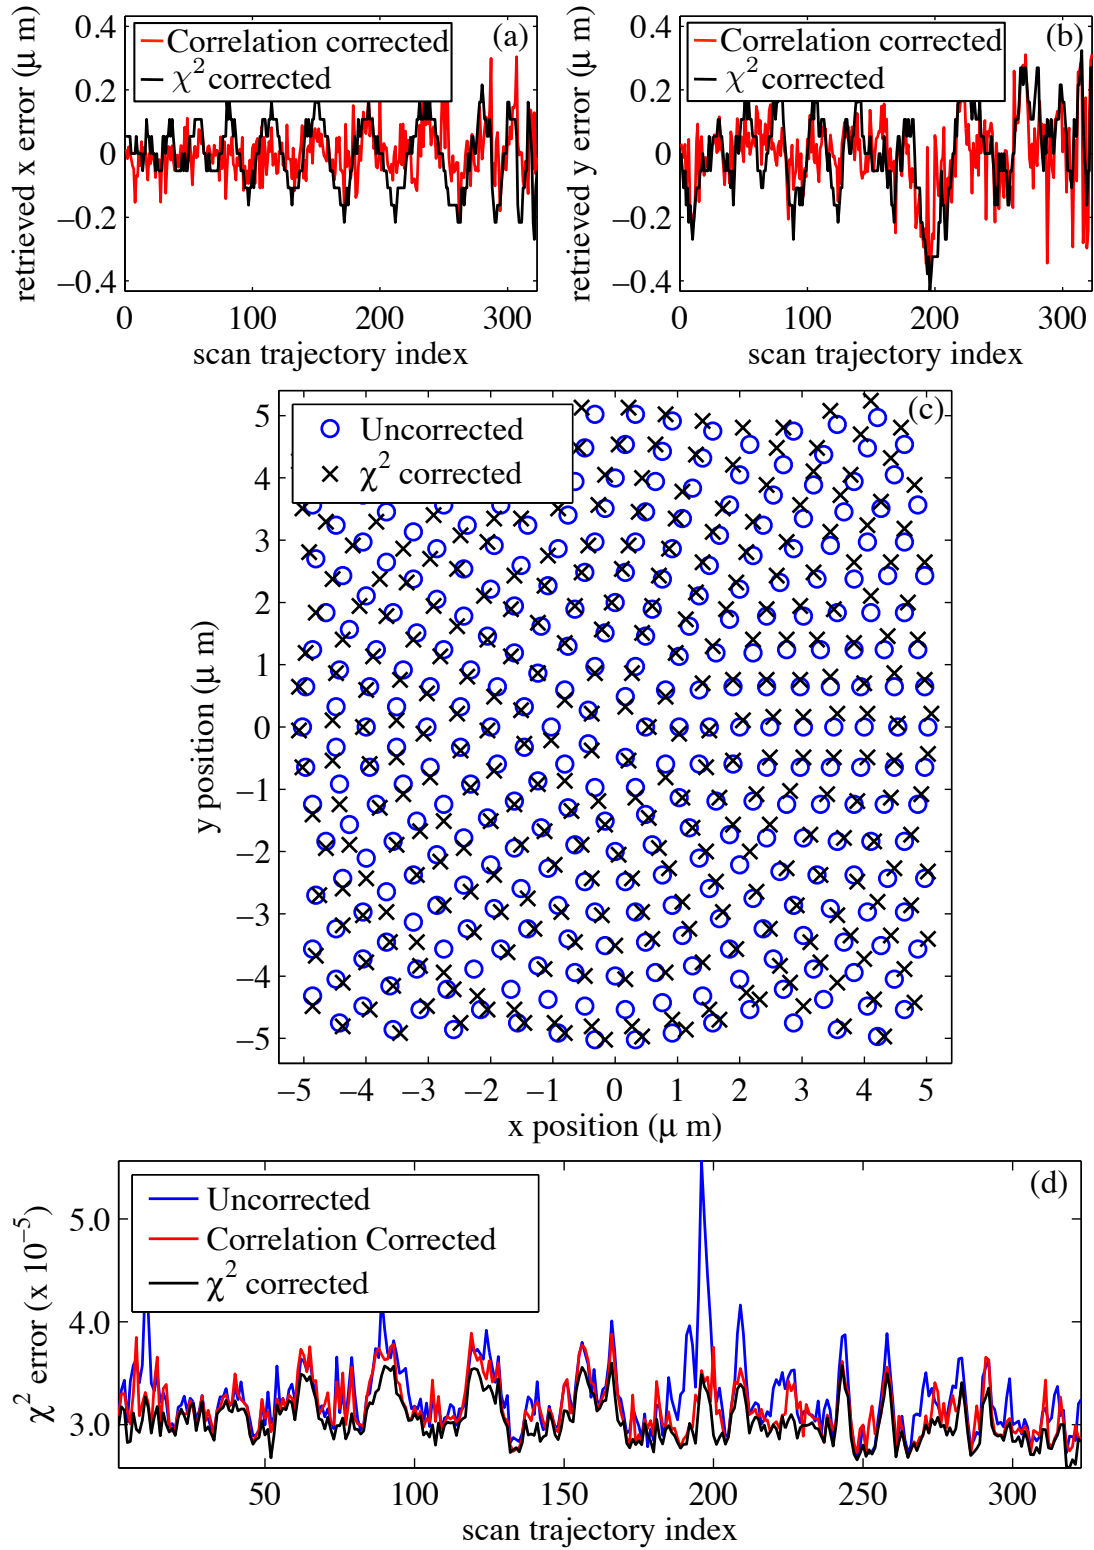 retrieved x error (μ m)
0.4
0.2
0
−0.2
−0.4
Correlation corrected
χ² corrected
(a)
0 100 200 300
scan trajectory index
retrieved y error (μ m)
0.4
0.2
0
−0.2
−0.4
Correlation corrected
χ² corrected
(b)
0 100 200 300
scan trajectory index
y position (μ m)
5
4
3
2
1
0
−1
−2
−3
−4
−5
Uncorrected
χ² corrected
(c)
−5 −4 −3 −2 −1 0 1 2 3 4 5
x position (μ m)
χ² error (x 10⁻⁵)
5.0
4.0
3.0
Uncorrected
Correlation Corrected
χ² corrected
(d)
50 100 150 200 250 300
scan trajectory index